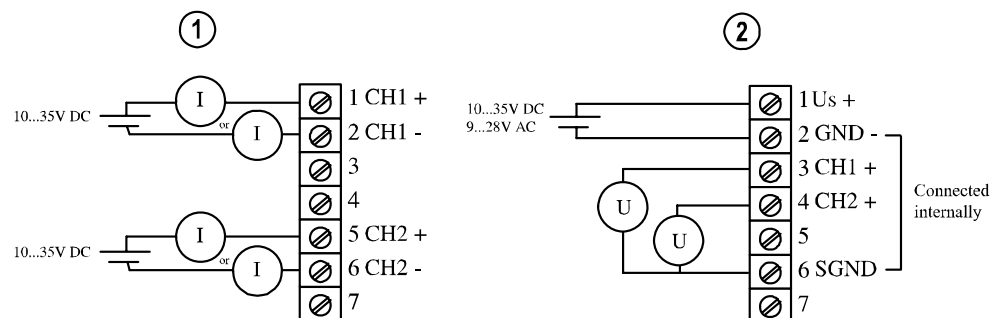 1
10...35V DC
I
or
I
1 CH1 +
2 CH1 -
3
4
10...35V DC
I
or
I
5 CH2 +
6 CH2 -
7
2
10...35V DC
9...28V AC
1 Us +
2 GND -
3 CH1 +
4 CH2 +
5
6 SGND
7
U
U
Connected
internally